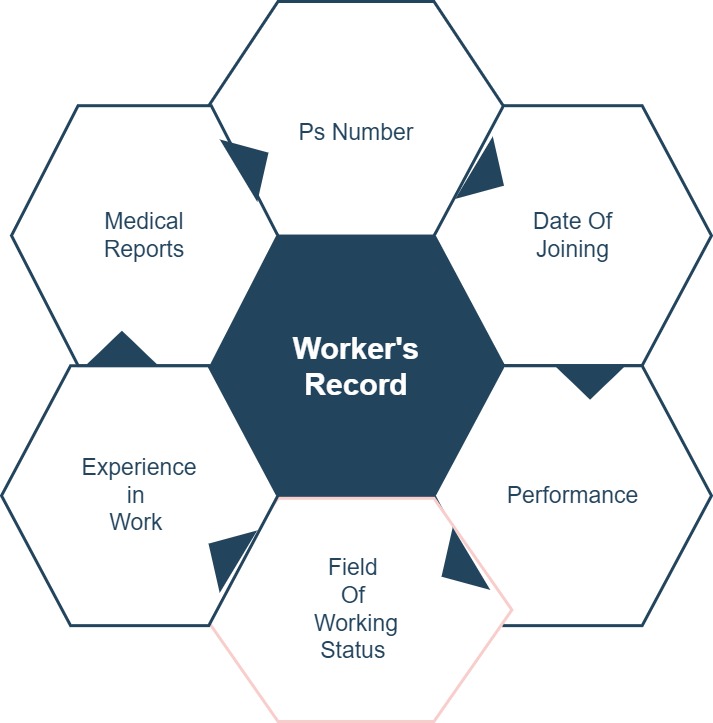 Ps Number
Date Of
Joining
Medical
Reports
Worker's
Record
Performance
Experience
in
Work
Field
Of
Working
Status